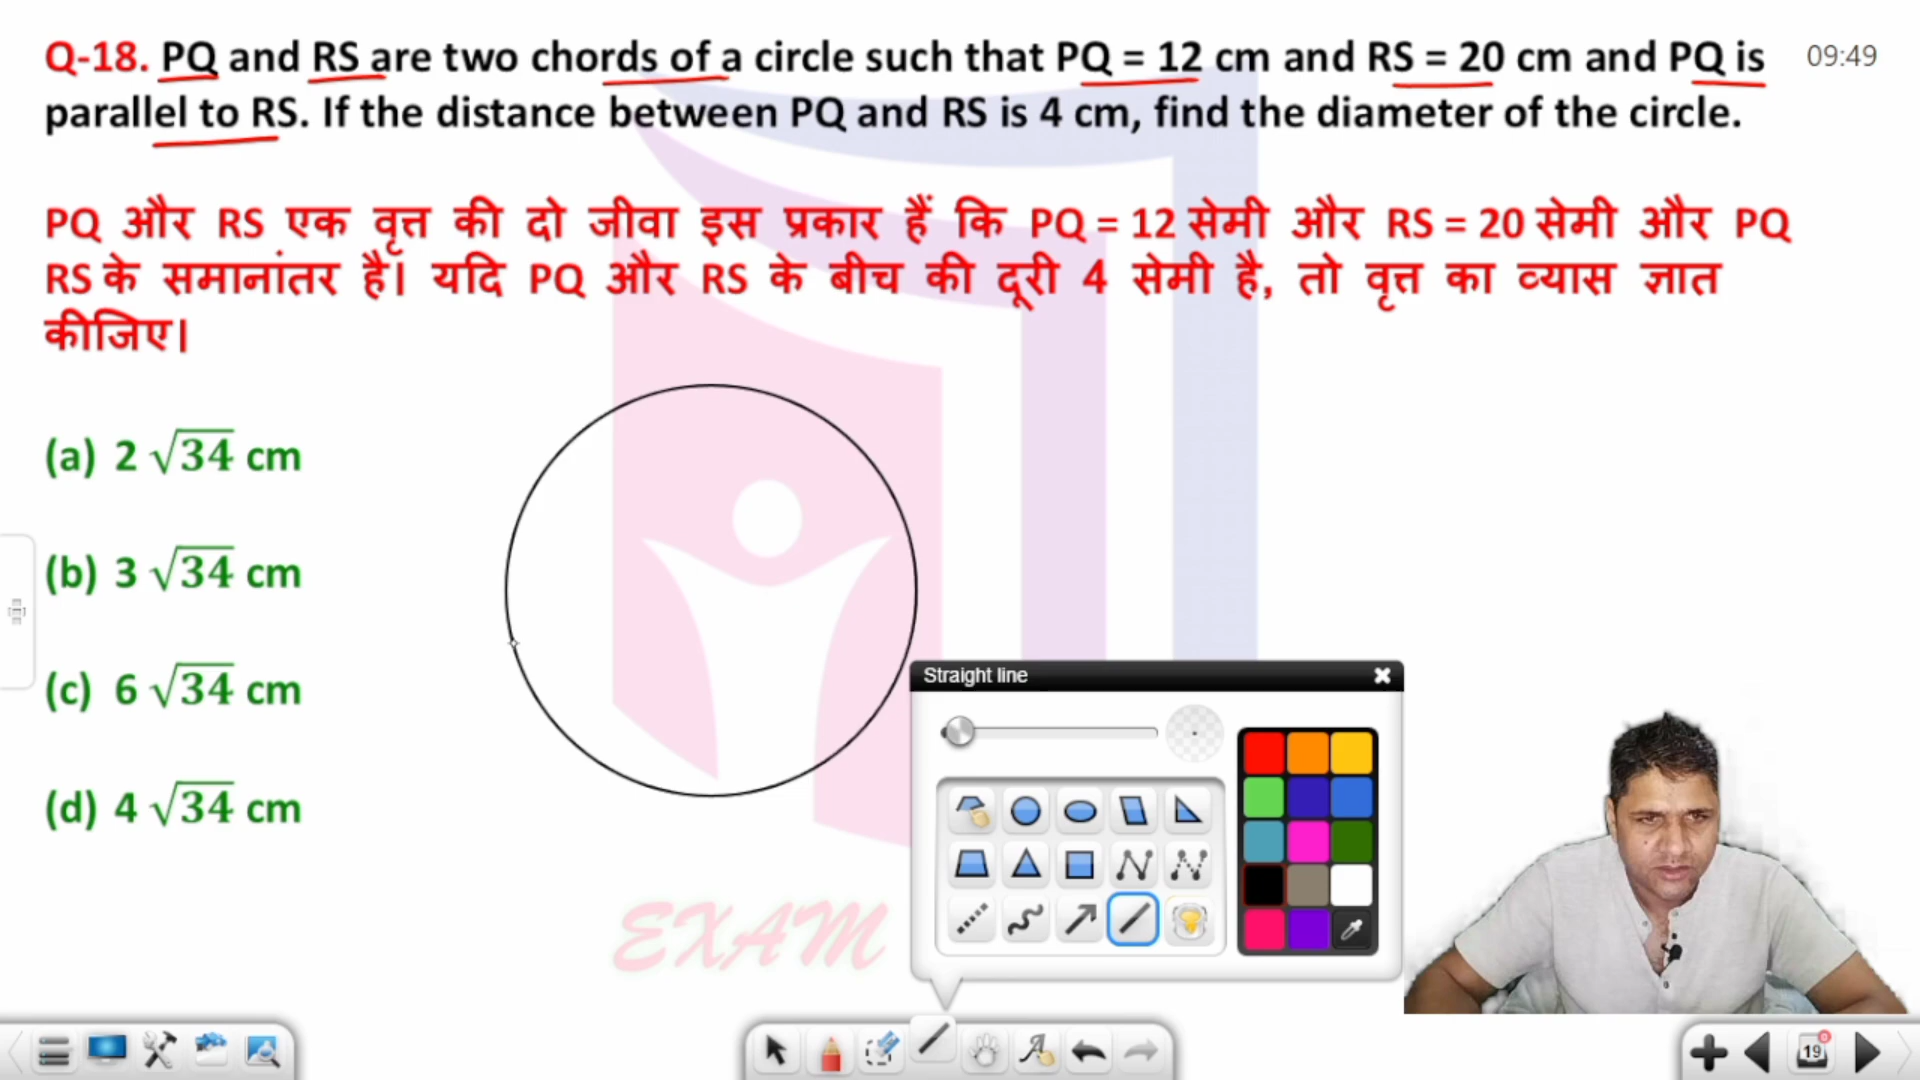 Q-18. PQ and RS are two chords of a circle such that PQ = 12 cm and RS = 20 cm and PQ is
09:49
parallel to RS. If the distance between PQ and RS is 4 cm, find the diameter of the circle.
PQ और RS एक वृत्त की दो जीवा इस प्रकार हैं कि PQ = 12 सेमी और RS = 20 सेमी और PQ
RS के समानांतर है। यदि PQ और RS के बीच की दूरी 4 सेमी है, तो वृत्त का व्यास ज्ञात
कीजिए।
(a) 2 √34 cm
(b) 3 √34 cm
(c) 6 √34 cm
(d) 4 √34 cm
Straight line
EXAM
19